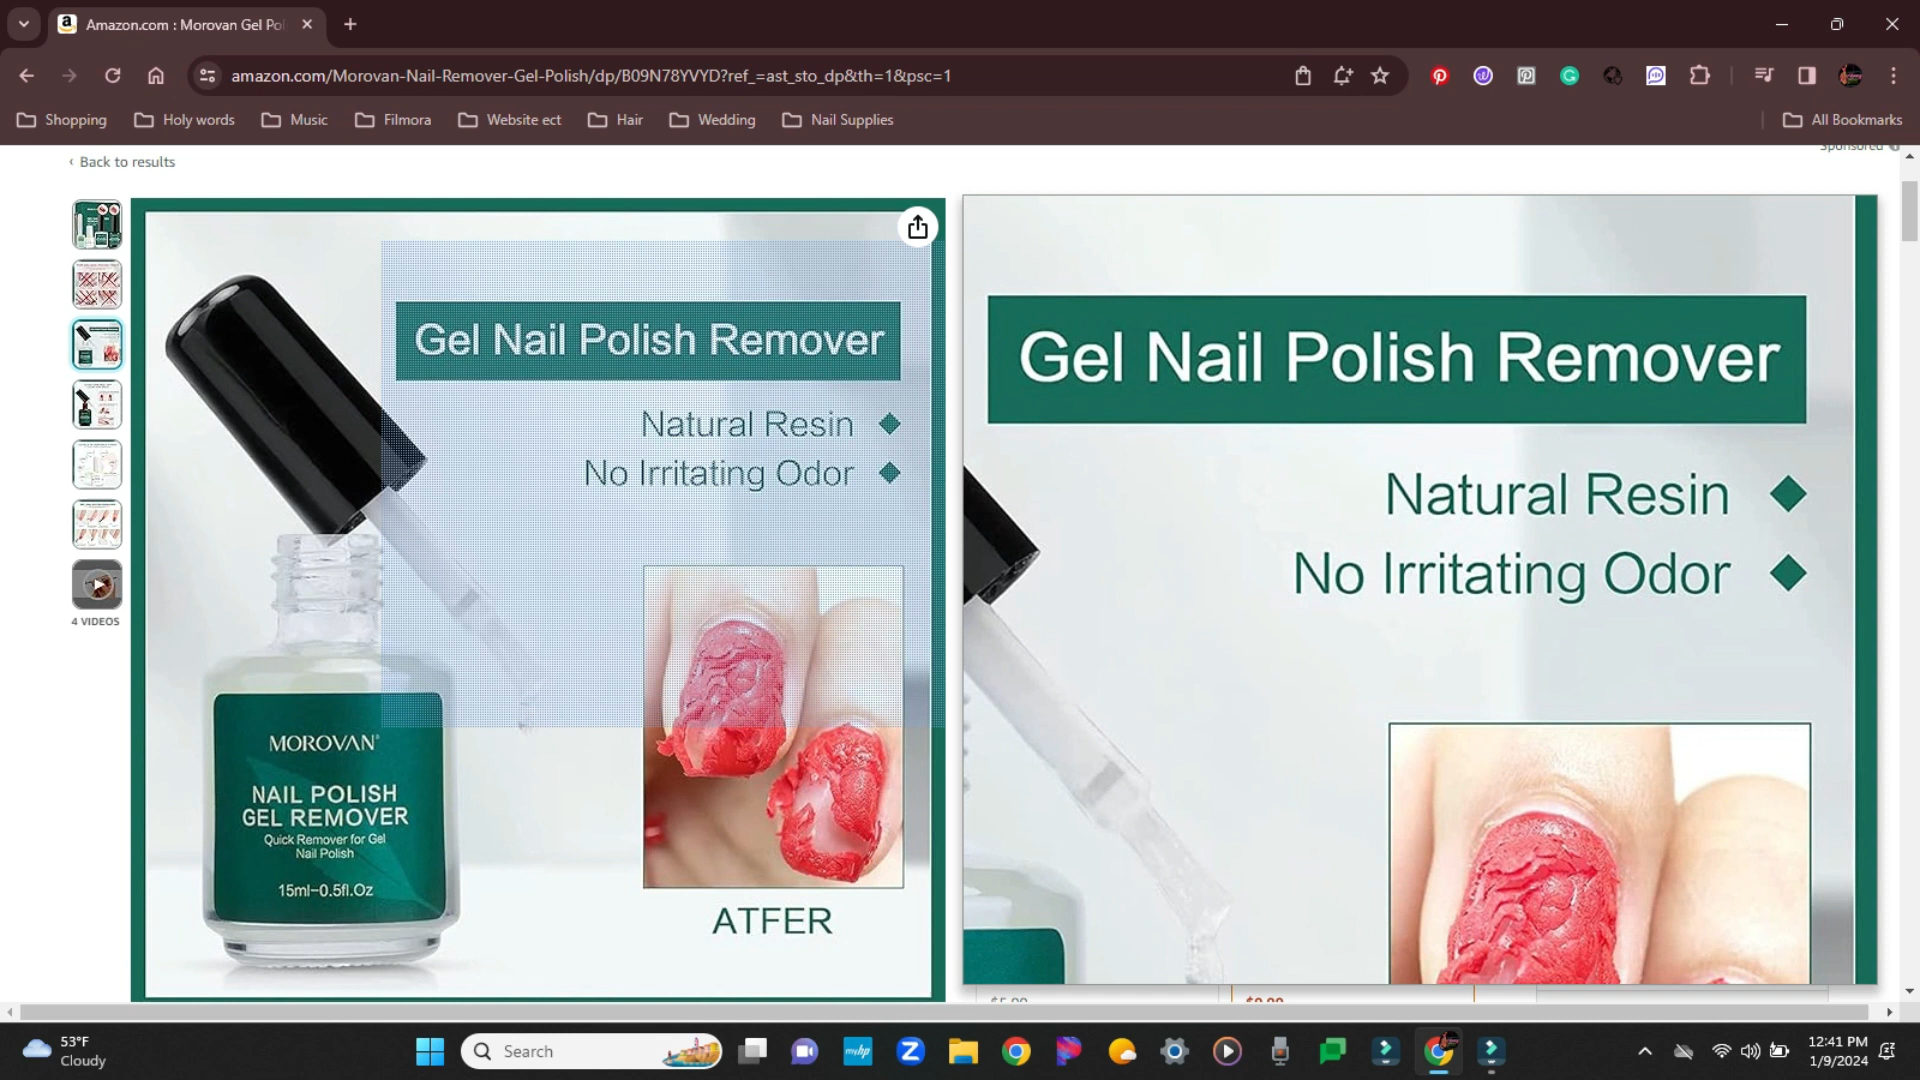 Amazon.com : Morovan Gel Pol
amazon.com/Morovan-Nail-Remover-Gel-Polish/dp/B09N78YVYD?ref_=ast_sto_dp&th=1&psc=1
Shopping
Holy words
Music
Filmora
Website ect
Hair
Wedding
Nail Supplies
All Bookmarks
Sponsored
‹ Back to results
4 VIDEOS
Gel Nail Polish Remover
Natural Resin
No Irritating Odor
MOROVAN
NAIL POLISH
GEL REMOVER
Quick Remover for Gel
Nail Polish
15ml-0.5fl.Oz
ATFER
Gel Nail Polish Remover
Natural Resin
No Irritating Odor
53°F
Cloudy
Search
myhp
12:41 PM
1/9/2024